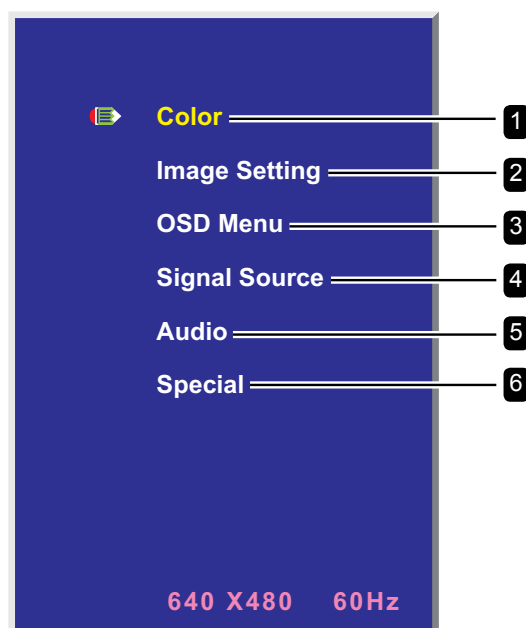 Color 1
Image Setting 2
OSD Menu 3
Signal Source 4
Audio 5
Special 6
640 X480 60Hz